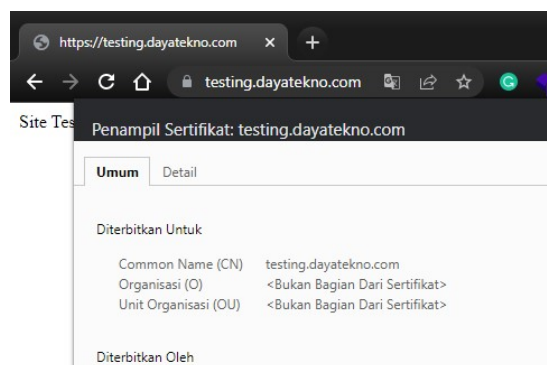 https://testing.dayatekno.com
testing.dayatekno.com
Site Tes
Penampil Sertifikat: testing.dayatekno.com
Umum Detail
Diterbitkan Untuk
Common Name (CN) testing.dayatekno.com
Organisasi (O) <Bukan Bagian Dari Sertifikat>
Unit Organisasi (OU) <Bukan Bagian Dari Sertifikat>
Diterbitkan Oleh